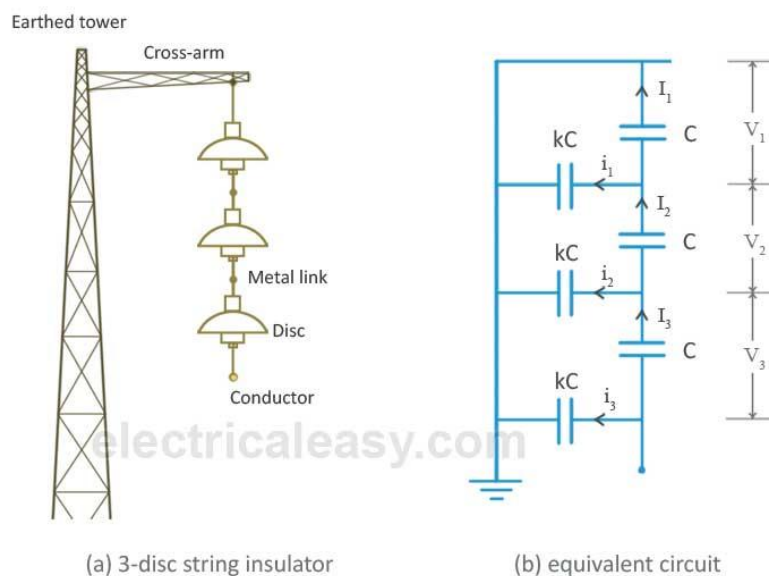 Earthed tower
Cross-arm
Metal link
Disc
Conductor
(a) 3-disc string insulator
I₁
C
V₁
kC
i₁
I₂
C
V₂
kC
i₂
I₃
C
V₃
kC
i₃
(b) equivalent circuit
electricaleasy.com